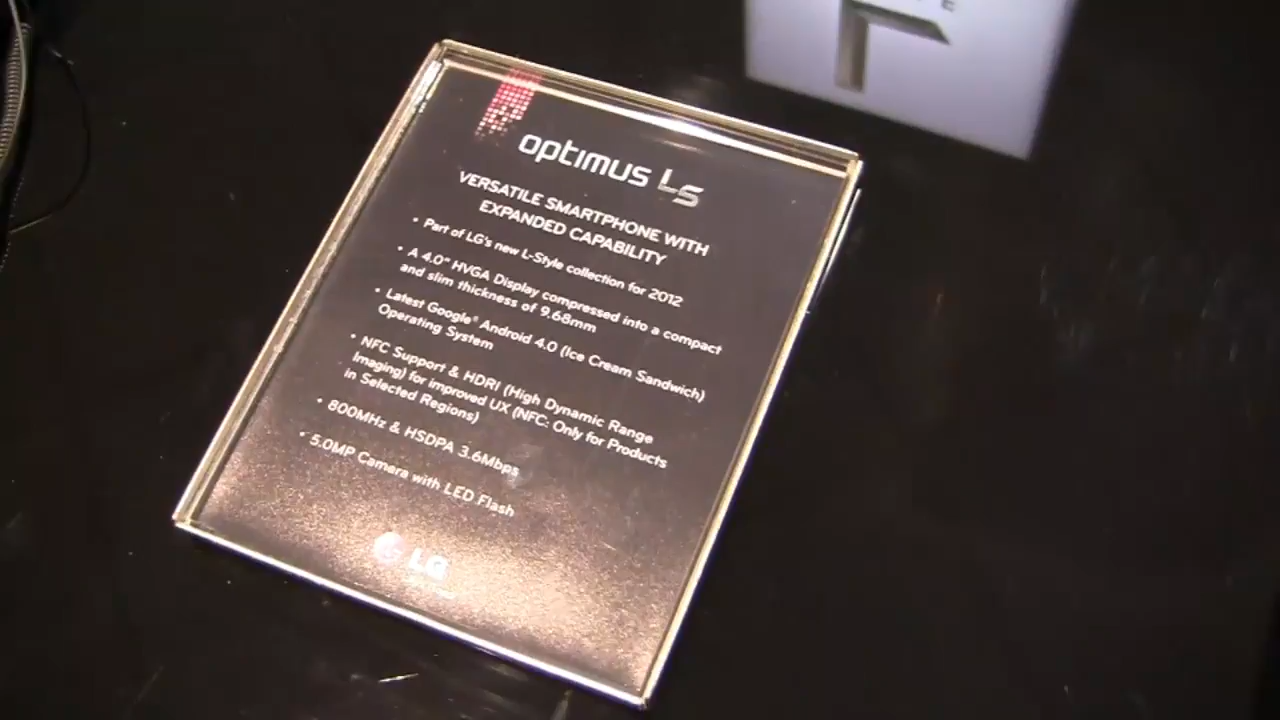 optimus L5
VERSATILE SMARTPHONE WITH
EXPANDED CAPABILITY
• Part of LG's new L-Style collection for 2012
• A 4.0" HVGA Display compressed into a compact
and slim thickness of 9,68mm
• Latest Google® Android 4.0 (Ice Cream Sandwich)
Operating System
• NFC Support & HDRI (High Dynamic Range
Imaging) for improved UX (NFC: Only for Products
in Selected Regions)
• 800MHz & HSDPA 3.6Mbps
• 5.0MP Camera with LED Flash
LG